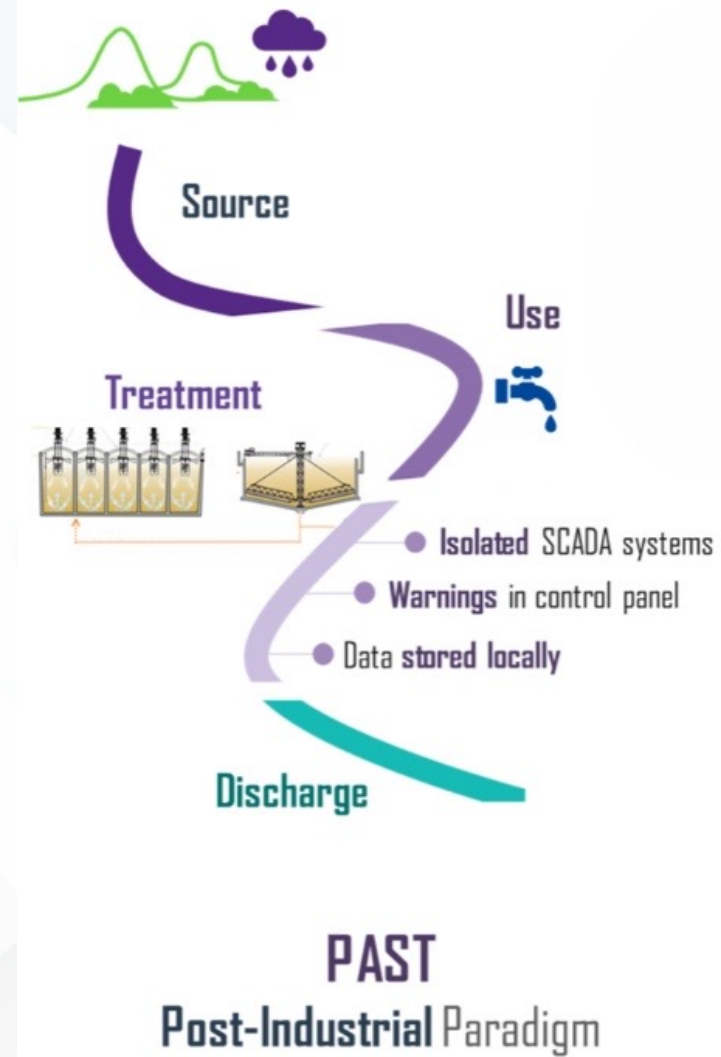 Source
Use
Treatment
Isolated SCADA systems
Warnings in control panel
Data stored locally
Discharge
PAST
Post-Industrial Paradigm